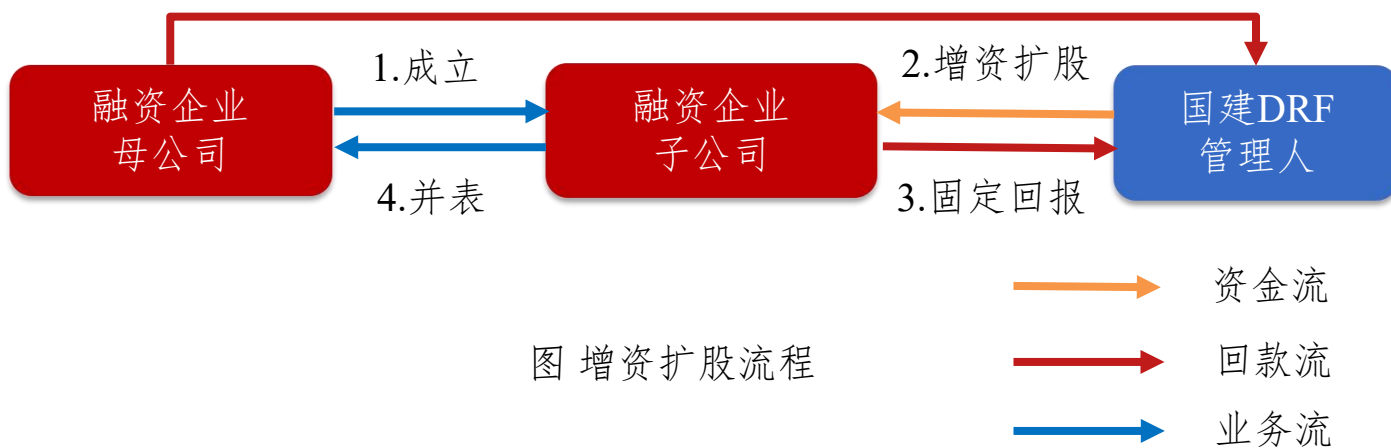 1.成立
2.增资扩股
融资企业
母公司
融资企业
子公司
国建DRF
管理人
4.并表
3.固定回报
资金流
图 增资扩股流程
回款流
业务流